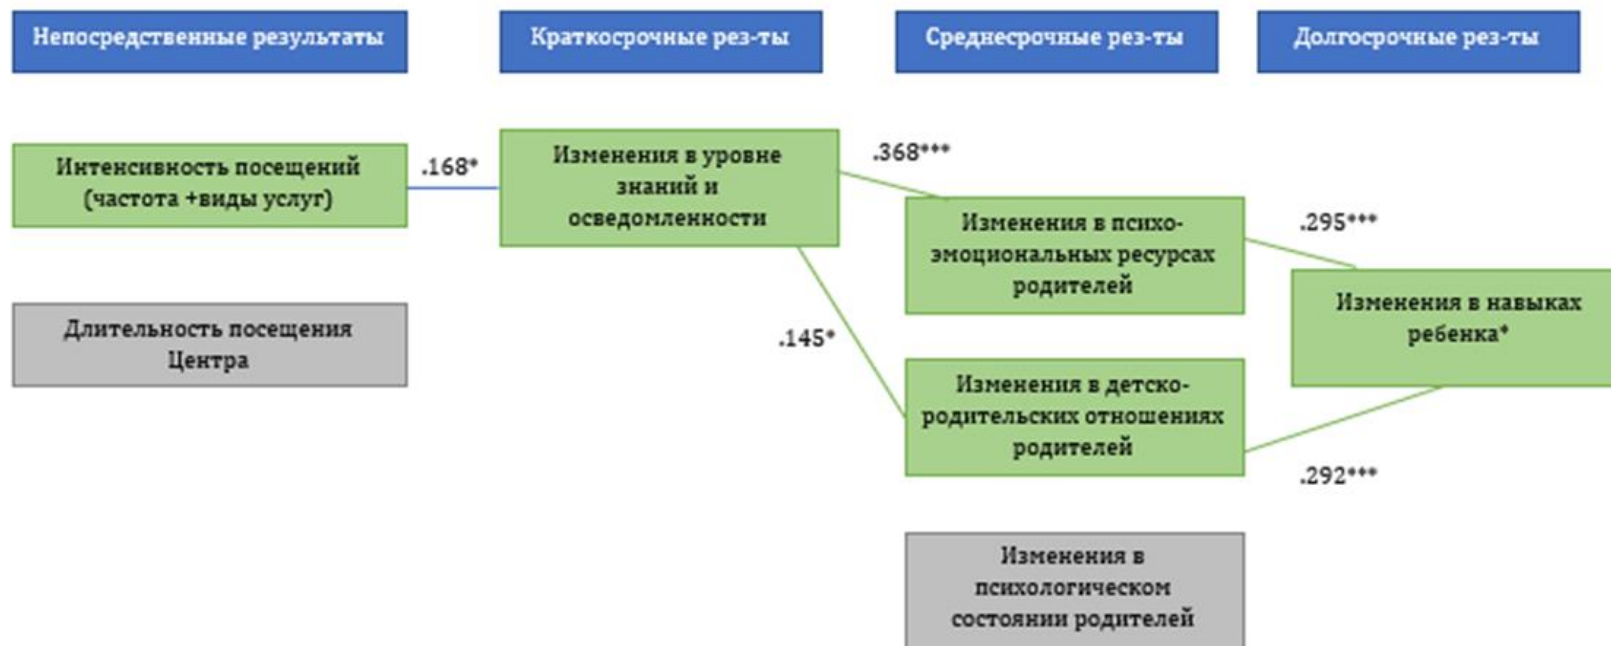 Непосредственные результаты
Краткосрочные рез-ты
Среднесрочные рез-ты
Долгосрочные рез-ты
Интенсивность посещений
(частота +виды услуг)
.168*
Изменения в уровне
знаний и
осведомленности
.368***
Изменения в психо-
эмоциональных ресурсах
родителей
.295***
Изменения в навыках
ребенка*
Длительность посещения
Центра
.145*
Изменения в детско-
родительских отношениях
родителей
.292***
Изменения в
психологическом
состоянии родителей